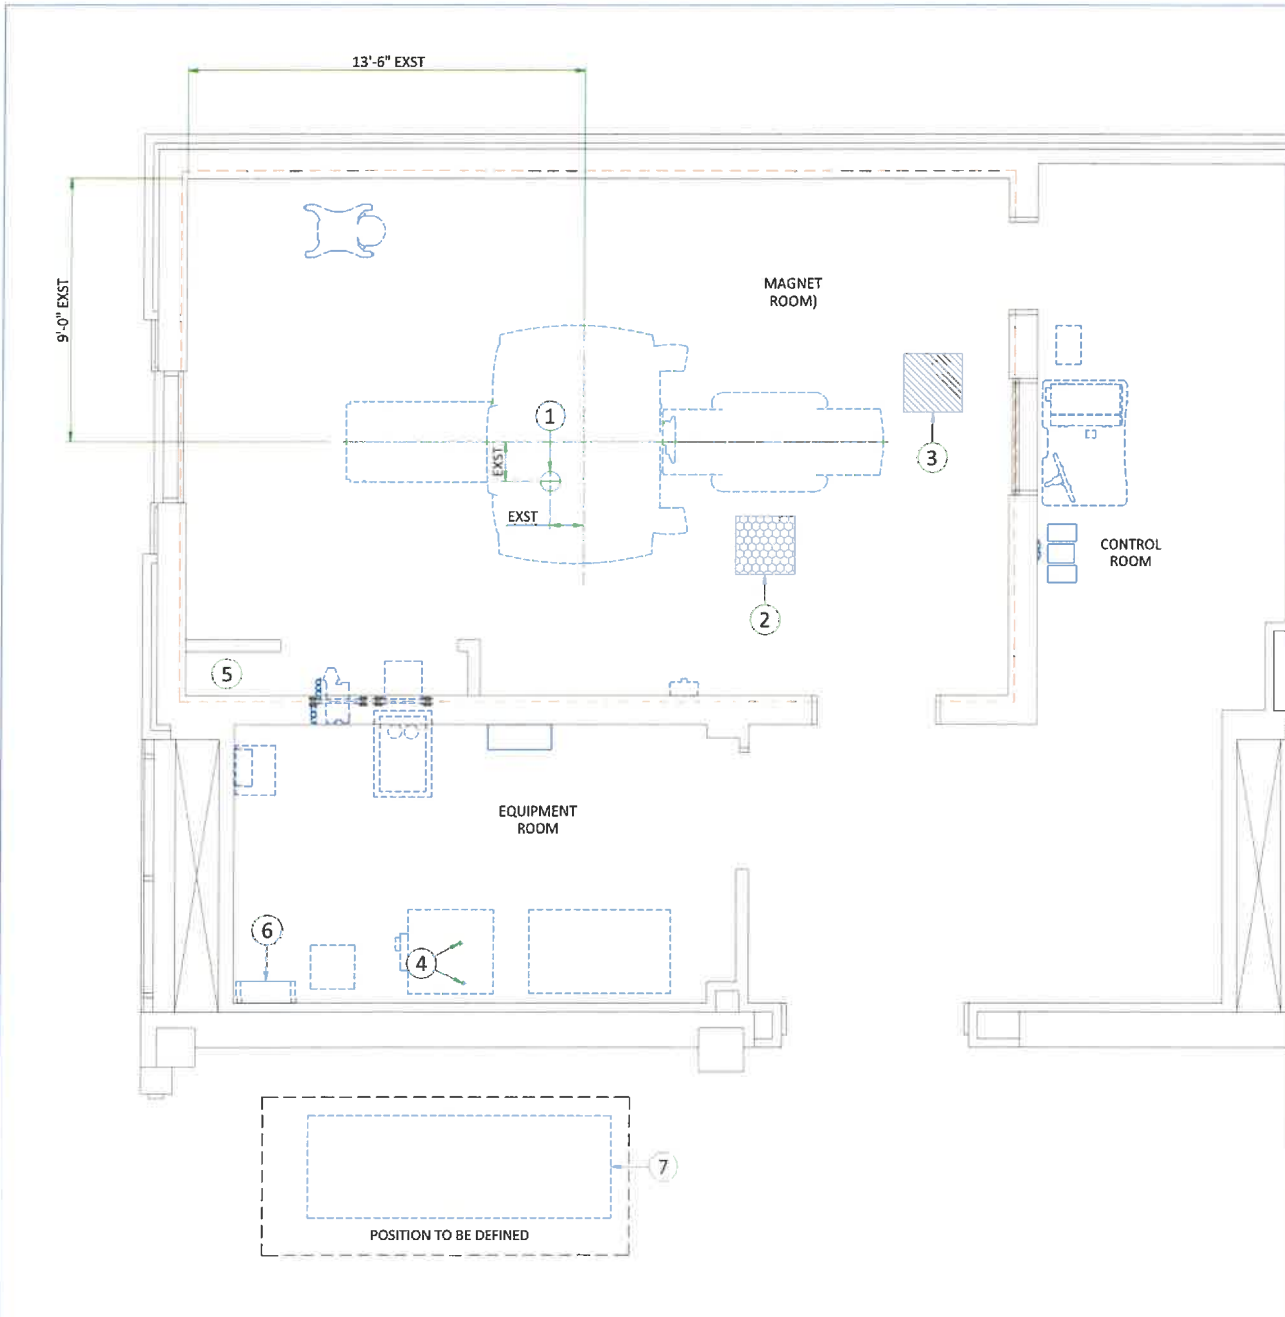 13'-6" EXST
9'-0" EXST
MAGNET
ROOM)
1
3
EXST
EXST
CONTROL
ROOM
2
5
EQUIPMENT
ROOM
6
4
7
POSITION TO BE DEFINED